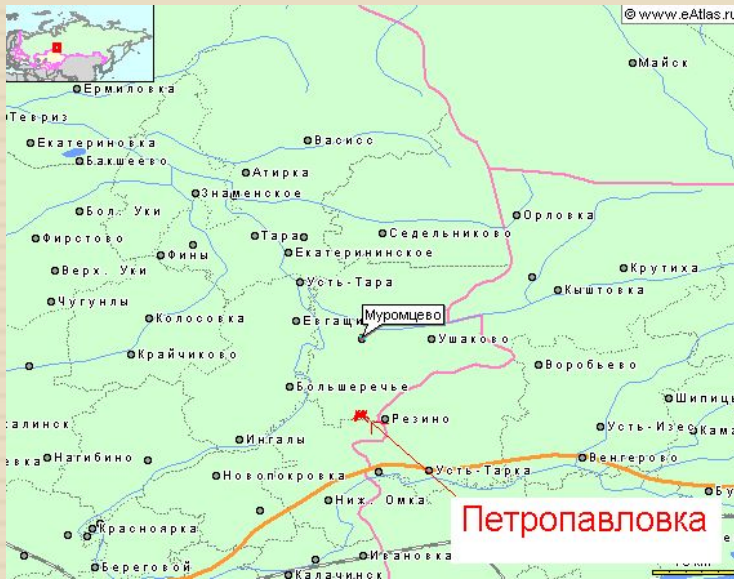 © www.eAtlas.ru
Майск
Ермиловка
Тевриз
Екатериновка
Васисс
Бакшеево
Атирка
Знаменское
Бол. Уки
Орловка
Фирстово
Тара
Седельниково
Фины
Екатерининское
Верх. Уки
Крутиха
Усть-Тара
Кыштовка
Чугунлы
Колосовка
Евгащи
Муромцево
Ушаково
Крайчиково
Воробьево
Большеречье
Резино
Усть-Изес
Ингалы
Нагибино
Венгерово
Новопокровка
Усть-Тарка
Ниж. Омка
Петропавловка
Красноярка
Ивановка
Береговой
Калачинск